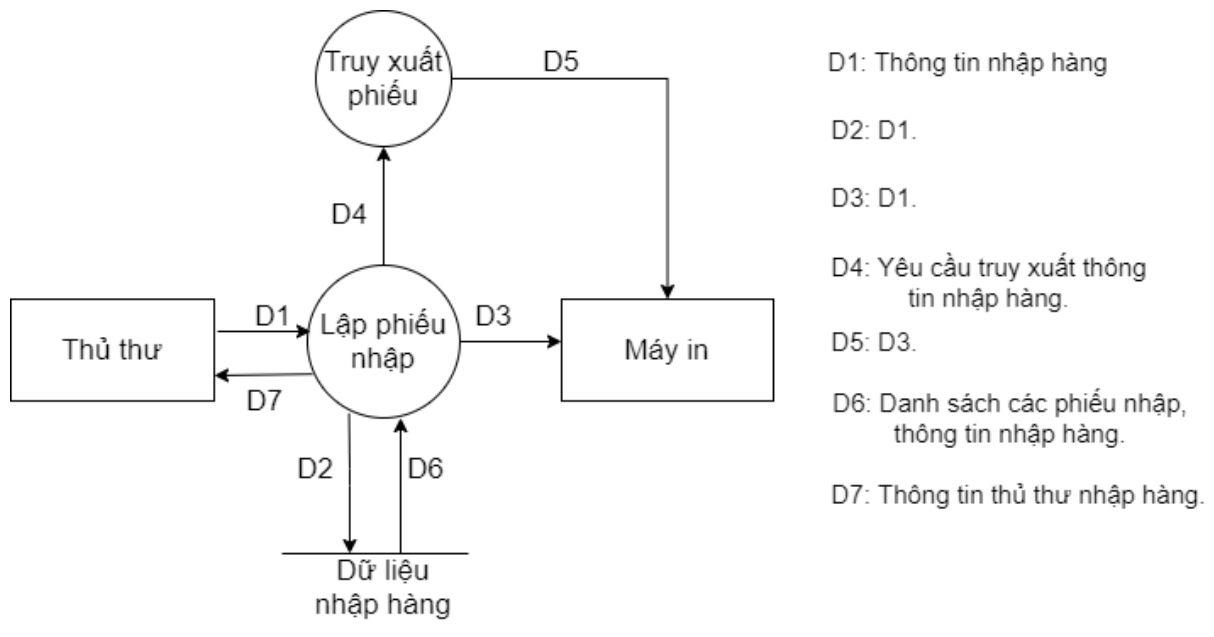 Truy xuất
phiếu
D5
D4
Thủ thư
D1
D7
Lập phiếu
nhập
D3
Máy in
D2
D6
Dữ liệu
nhập hàng
D1: Thông tin nhập hàng
D2: D1.
D3: D1.
D4: Yêu cầu truy xuất thông
tin nhập hàng.
D5: D3.
D6: Danh sách các phiếu nhập,
thông tin nhập hàng.
D7: Thông tin thủ thư nhập hàng.